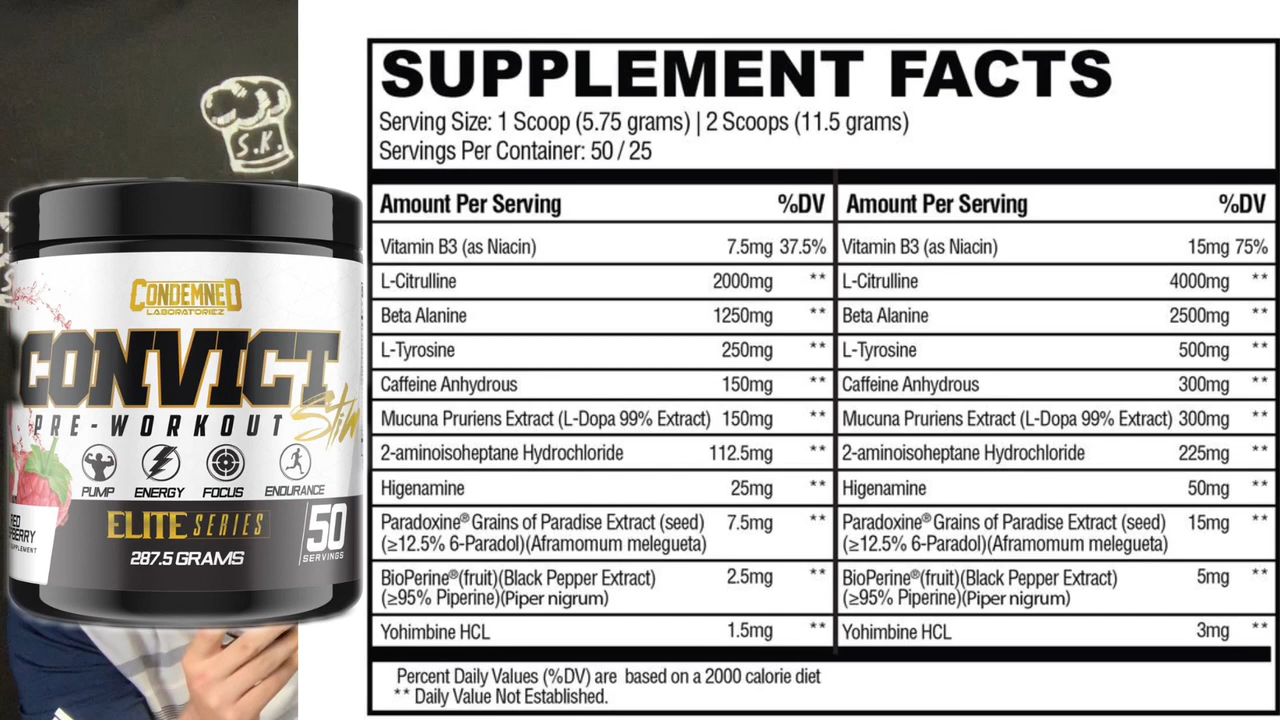 S.K.
CONDEMNED
LABORATORIEZ
CONVICT
PRE-WORKOUT
PUMP ENERGY FOCUS ENDURANCE
ELITE SERIES
287.5 GRAMS
50
SERVINGS
SUPPLEMENT FACTS
Serving Size: 1 Scoop (5.75 grams) | 2 Scoops (11.5 grams)
Servings Per Container: 50 / 25
Amount Per Serving %DV Amount Per Serving %DV
Vitamin B3 (as Niacin) 7.5mg 37.5% Vitamin B3 (as Niacin) 15mg 75%
L-Citrulline 2000mg ** L-Citrulline 4000mg **
Beta Alanine 1250mg ** Beta Alanine 2500mg **
L-Tyrosine 250mg ** L-Tyrosine 500mg **
Caffeine Anhydrous 150mg ** Caffeine Anhydrous 300mg **
Mucuna Pruriens Extract (L-Dopa 99% Extract) 150mg ** Mucuna Pruriens Extract (L-Dopa 99% Extract) 300mg **
2-aminoisoheptane Hydrochloride 112.5mg ** 2-aminoisoheptane Hydrochloride 225mg **
Higenamine 25mg ** Higenamine 50mg **
Paradoxine® Grains of Paradise Extract (seed) 7.5mg ** Paradoxine® Grains of Paradise Extract (seed) 15mg **
(≥12.5% 6-Paradol)(Aframomum melegueta) (≥12.5% 6-Paradol)(Aframomum melegueta)
BioPerine®(fruit)(Black Pepper Extract) 2.5mg ** BioPerine®(fruit)(Black Pepper Extract) 5mg **
(≥95% Piperine)(Piper nigrum) (≥95% Piperine)(Piper nigrum)
Yohimbine HCL 1.5mg ** Yohimbine HCL 3mg **
Percent Daily Values (%DV) are based on a 2000 calorie diet
** Daily Value Not Established.